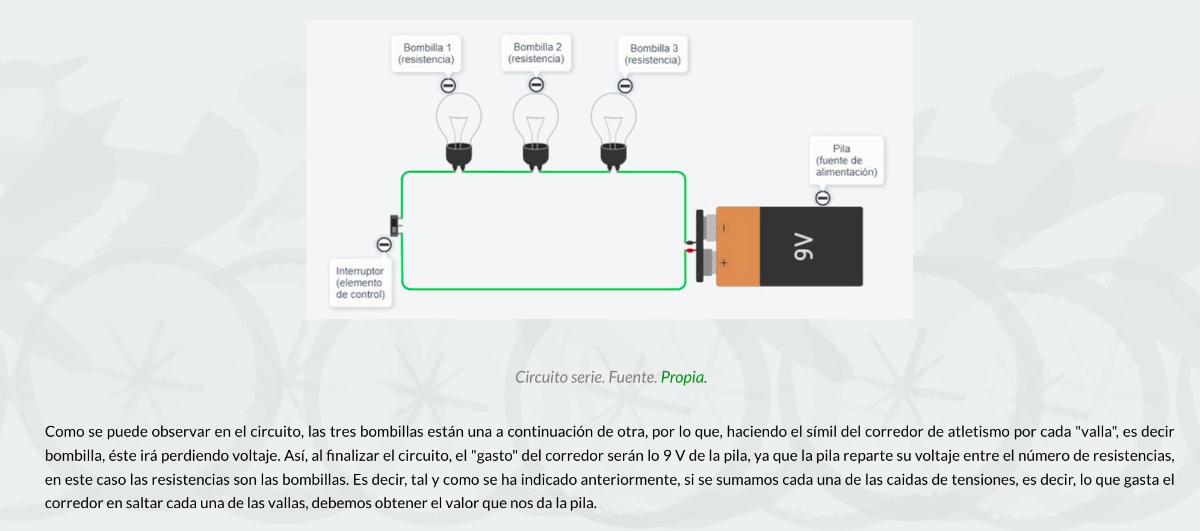 Bombilla 1
(resistencia)
Bombilla 2
(resistencia)
Bombilla 3
(resistencia)
Pila
(fuente de
alimentación)
9V
Interruptor
(elemento
de control)
Circuito serie. Fuente. Propia.
Como se puede observar en el circuito, las tres bombillas están una a continuación de otra, por lo que, haciendo el símil del corredor de atletismo por cada "valla", es decir
bombilla, éste irá perdiendo voltaje. Así, al finalizar el circuito, el "gasto" del corredor serán lo 9 V de la pila, ya que la pila reparte su voltaje entre el número de resistencias,
en este caso las resistencias son las bombillas. Es decir, tal y como se ha indicado anteriormente, si se sumamos cada una de las caidas de tensiones, es decir, lo que gasta el
corredor en saltar cada una de las vallas, debemos obtener el valor que nos da la pila.